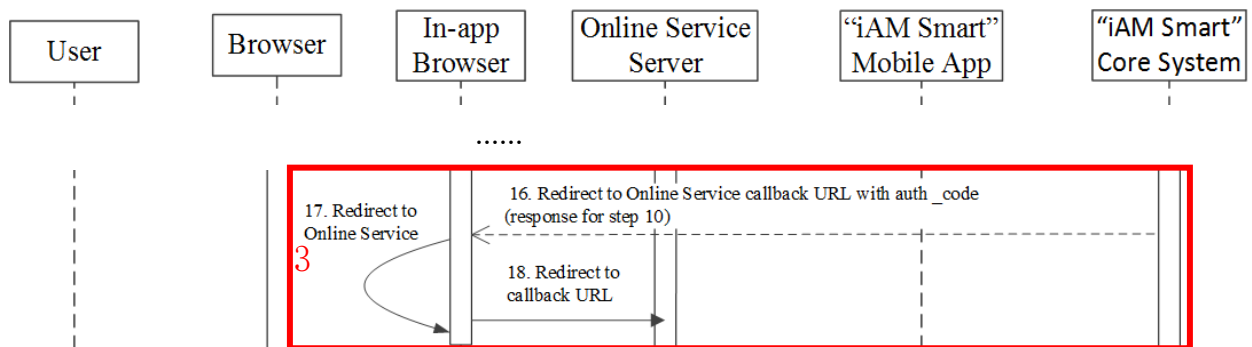 User
Browser
In-app
Browser
Online Service
Server
“iAM Smart”
Mobile App
“iAM Smart”
Core System
......
16. Redirect to Online Service callback URL with auth _code
(response for step 10)
17. Redirect to
Online Service
3
18. Redirect to
callback URL